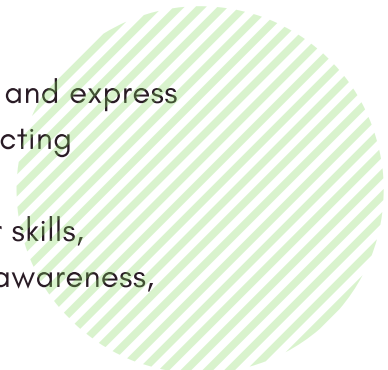 and express
cting
skills,
awareness,